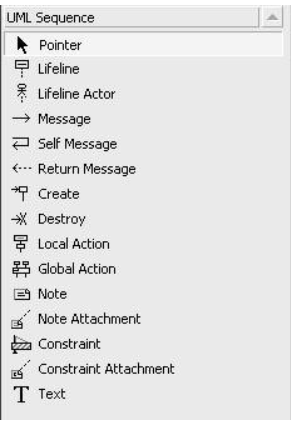 UML Sequence
Pointer
Lifeline
Lifeline Actor
Message
Self Message
Return Message
Create
Destroy
Local Action
Global Action
Note
Note Attachment
Constraint
Constraint Attachment
Text